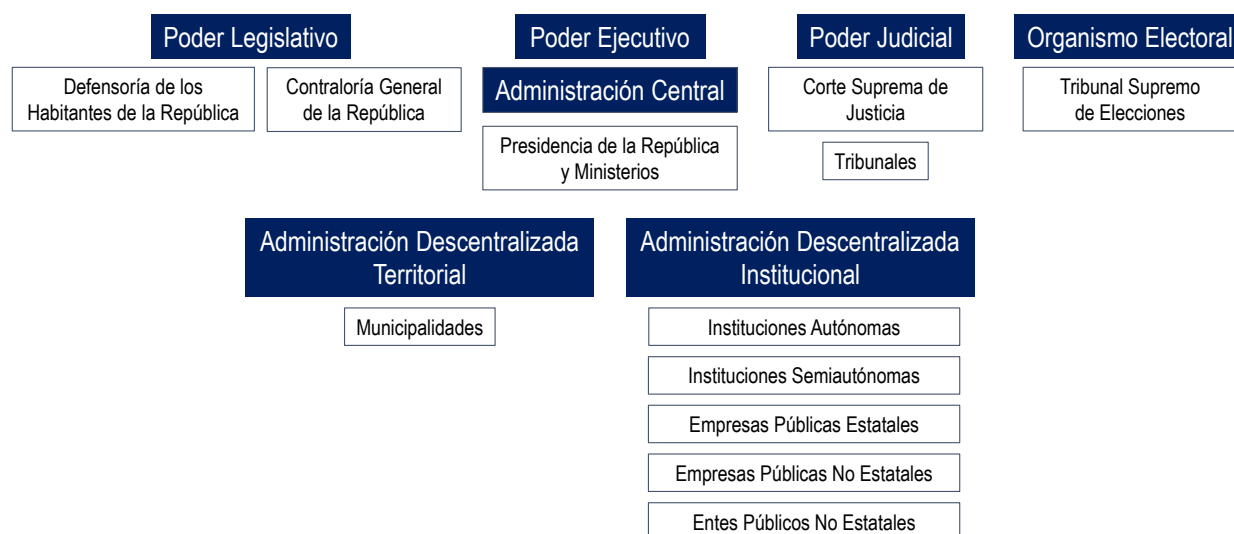 Poder Legislativo
Poder Ejecutivo
Poder Judicial
Organismo Electoral
Defensoría de los
Habitantes de la República
Contraloría General
de la República
Administración Central
Presidencia de la República
y Ministerios
Corte Suprema de
Justicia
Tribunales
Tribunal Supremo
de Elecciones
Administración Descentralizada
Territorial
Municipalidades
Administración Descentralizada
Institucional
Instituciones Autónomas
Instituciones Semiautónomas
Empresas Públicas Estatales
Empresas Públicas No Estatales
Entes Públicos No Estatales